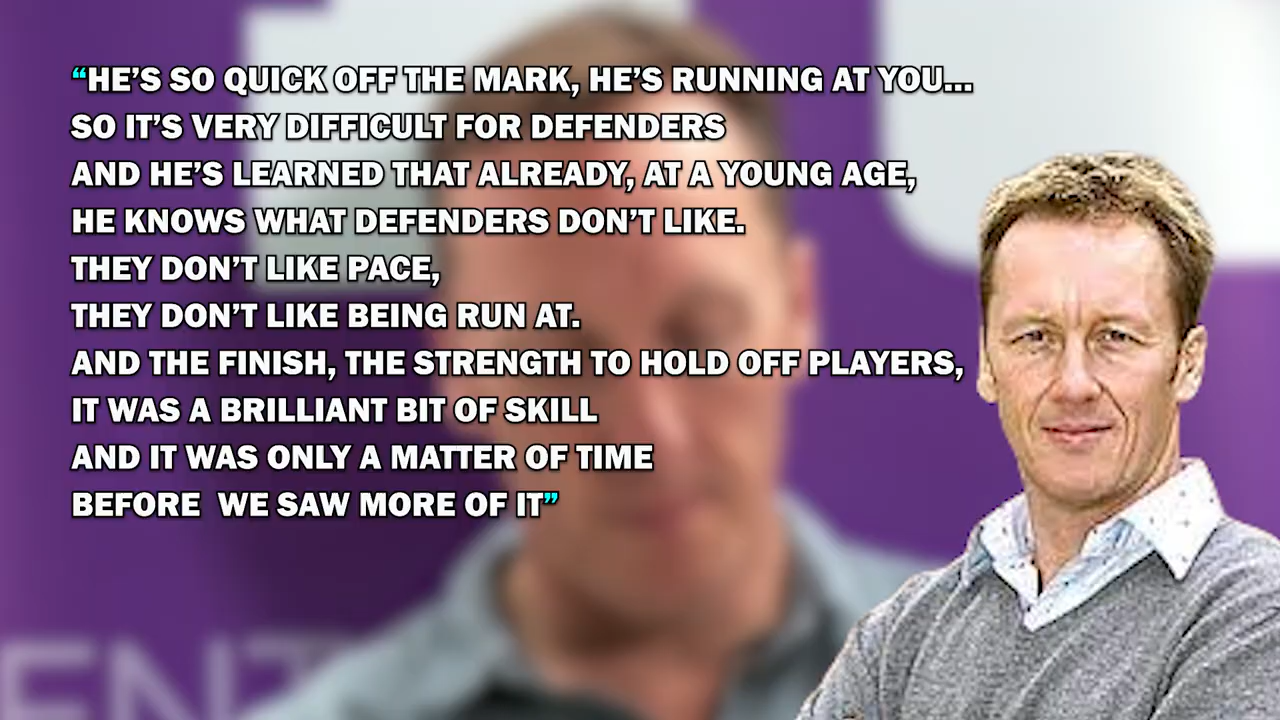 “HE’S SO QUICK OFF THE MARK, HE’S RUNNING AT YOU...
SO IT’S VERY DIFFICULT FOR DEFENDERS
AND HE’S LEARNED THAT ALREADY, AT A YOUNG AGE,
HE KNOWS WHAT DEFENDERS DON’T LIKE.
THEY DON’T LIKE PACE,
THEY DON’T LIKE BEING RUN AT.
AND THE FINISH, THE STRENGTH TO HOLD OFF PLAYERS,
IT WAS A BRILLIANT BIT OF SKILL
AND IT WAS ONLY A MATTER OF TIME
BEFORE  WE SAW MORE OF IT”